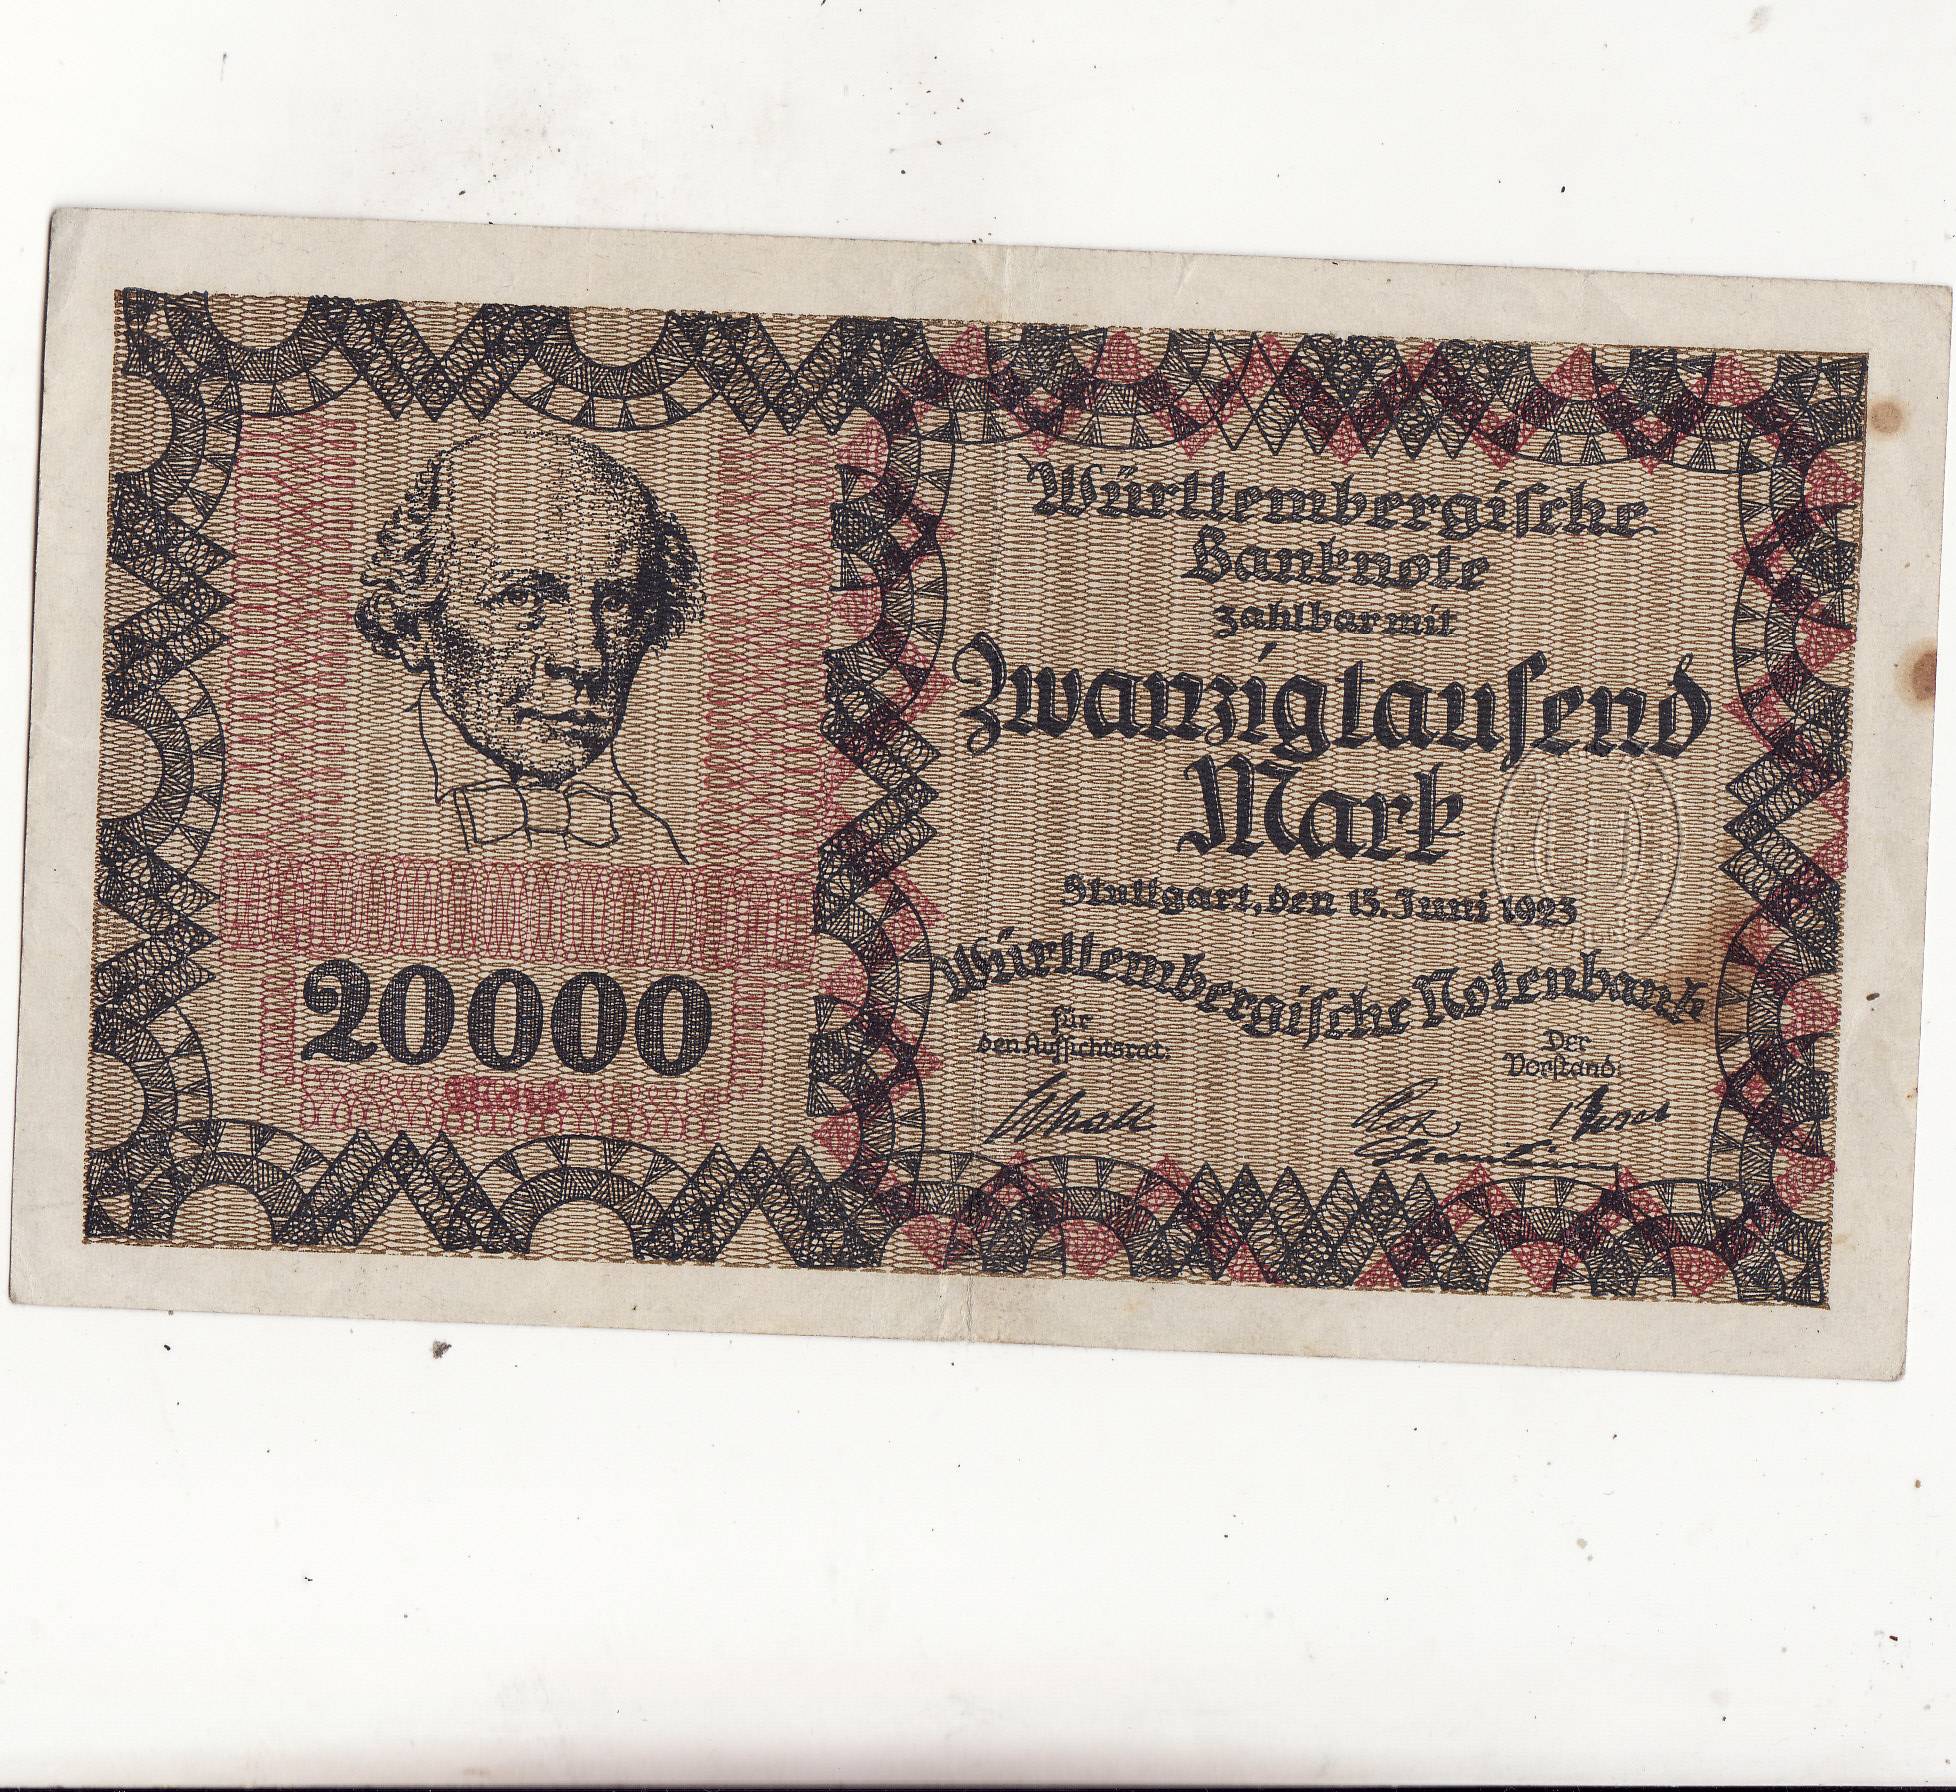 Württembergische
Banknote
zahlbar mit
Zwanzigtausend
Mark
Stuttgart, den 15. Juni 1923
Württembergische Notenbank
für
den Aufsichtsrat:
Der
Vorstand:
20000
Mark